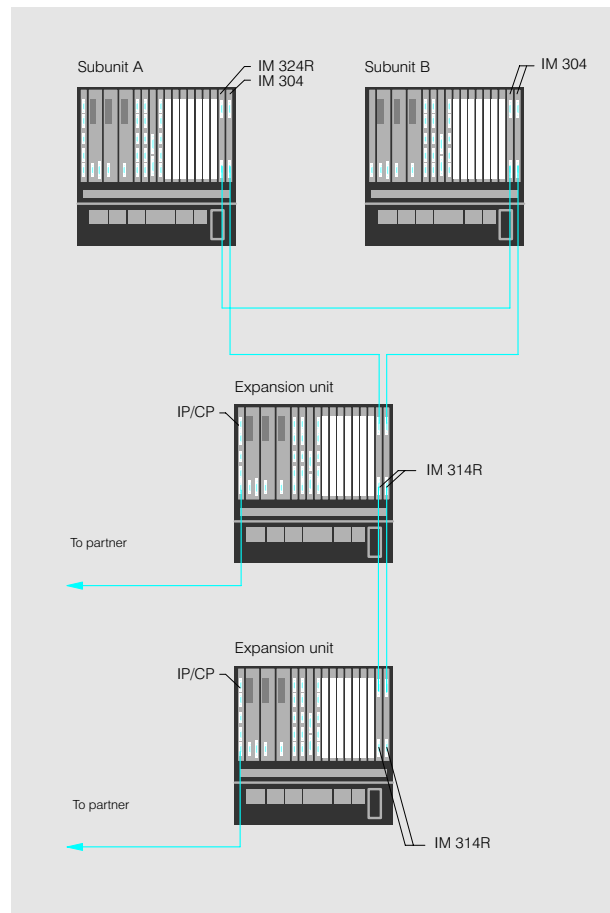 Subunit A
IM 324R
IM 304
Subunit B
IM 304
Expansion unit
IP/CP
IM 314R
To partner
Expansion unit
IP/CP
To partner
IM 314R